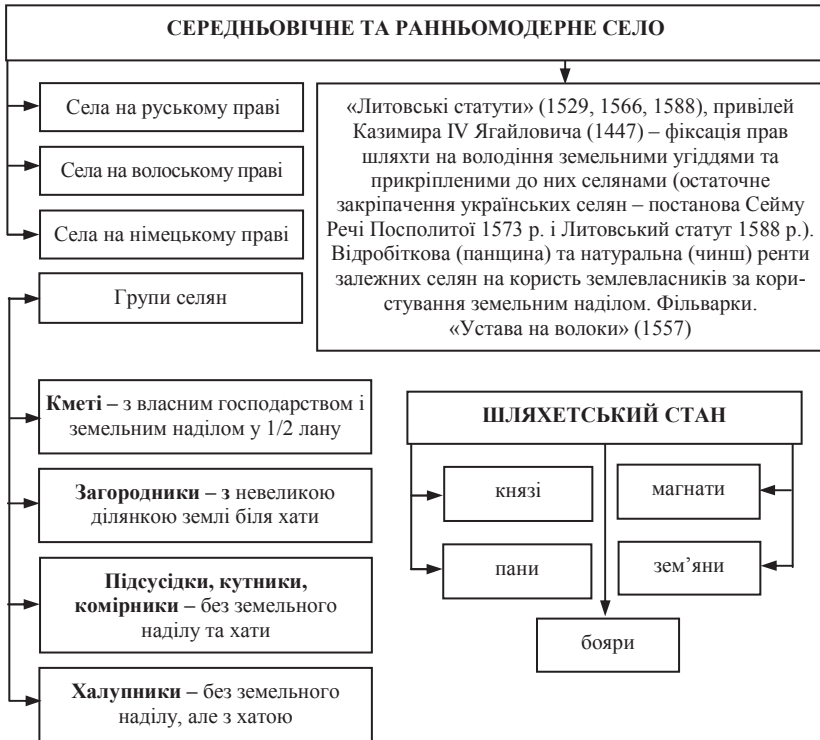 СЕРЕДНЬОВІЧНЕ ТА РАННЬОМОДЕРНЕ СЕЛО
Села на руському праві
Села на волоському праві
Села на німецькому праві
Групи селян
«Литовські статути» (1529, 1566, 1588), привілей
Казимира IV Ягайловича (1447) – фіксація прав
шляхти на володіння земельними угіддями та
прикріпленими до них селянами (остаточне
закріпачення українських селян – постанова Сейму
Речі Посполитої 1573 р. і Литовський статут 1588 р.).
Відробіткова (панщина) та натуральна (чинш) ренти
залежних селян на користь землевласників за кори-
стування земельним наділом. Фільварки.
«Устава на волоки» (1557)
Кметі – з власним господарством і
земельним наділом у 1/2 лану
Загородники – з невеликою
ділянкою землі біля хати
Підсусідки, кутники,
комірники – без земельного
наділу та хати
Халупники – без земельного
наділу, але з хатою
ШЛЯХЕТСЬКИЙ СТАН
князі
магнати
пани
зем’яни
бояри